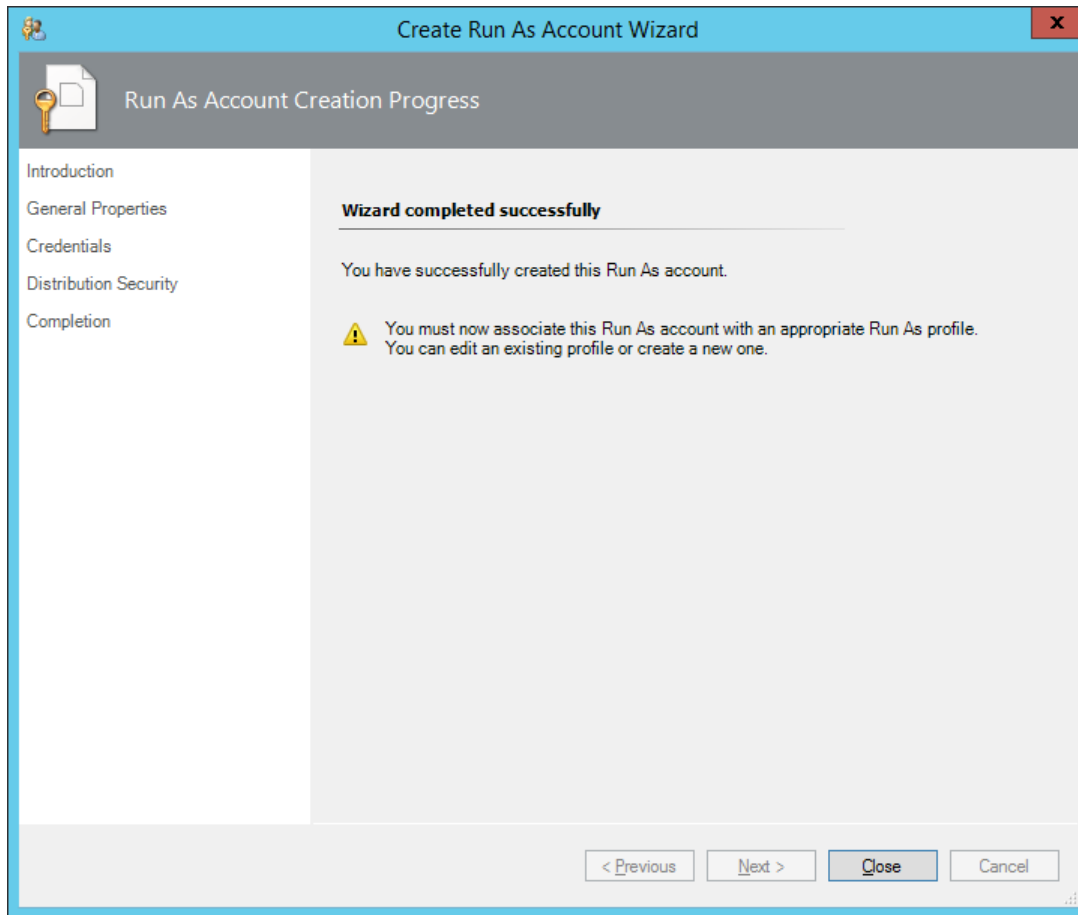 Create Run As Account Wizard
x
Run As Account Creation Progress
Introduction
General Properties
Credentials
Distribution Security
Completion
Wizard completed successfully
You have successfully created this Run As account.
You must now associate this Run As account with an appropriate Run As profile.
You can edit an existing profile or create a new one.
< Previous
Next >
Close
Cancel